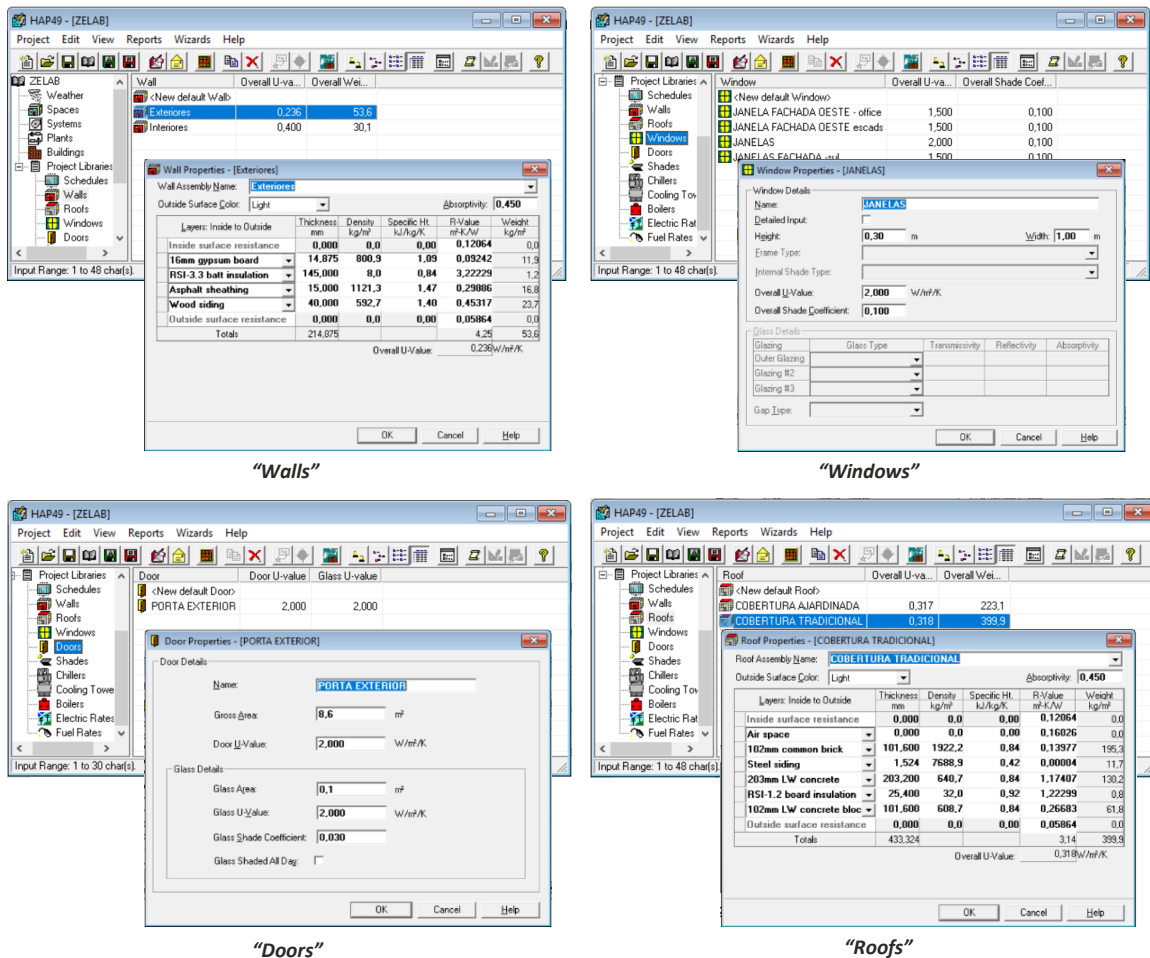 HAP49 - [ZELAB]
Project Edit View Reports Wizards Help
ZELAB
Weather
Spaces
Systems
Plants
Buildings
Project Libraries
Schedules
Walls
Roofs
Windows
Doors
Wall Overall U-va... Overall Wei...
<New default Wall>
Exteriores 0,236 53,6
Interiores 0,400 30,1
Input Range: 1 to 48 char(s).
Wall Properties - [Exteriores]
Wall Assembly Name: Exteriores
Outside Surface Color: Light Absorptivity: 0,450
Layers: Inside to Outside Thickness mm Density kg/m³ Specific Ht. kJ/kg/K R-Value m²-K/W Weight kg/m²
Inside surface resistance 0,000 0,0 0,00 0,12064 0,0
16mm gypsum board 14,875 800,9 1,09 0,09242 11,9
RSI-3.3 batt insulation 145,000 8,0 0,84 3,22229 1,2
Asphalt sheathing 15,000 1121,3 1,47 0,29886 16,8
Wood siding 40,000 592,7 1,40 0,45317 23,7
Outside surface resistance 0,000 0,0 0,00 0,05864 0,0
Totals 214,875 4,25 53,6
Overall U-Value: 0,236 W/m²/K
OK Cancel Help
“Walls”
HAP49 - [ZELAB]
Project Edit View Reports Wizards Help
Project Libraries
Schedules
Walls
Roofs
Windows
Doors
Shades
Chillers
Cooling Tow
Boilers
Electric Rat
Fuel Rates
Window Overall U-va... Overall Shade Coef...
<New default Window>
JANELA FACHADA OESTE - office 1,500 0,100
JANELA FACHADA OESTE escads 1,500 0,100
JANELAS 2,000 0,100
JANELAS FACHADA -sul 1,500 0,100
Input Range: 1 to 48 char(s).
Window Properties - [JANELAS]
Window Details
Name: JANELAS
Detailed Input:
Height: 0,30 m Width: 1,00 m
Frame Type:
Internal Shade Type:
Overall U-Value: 2,000 W/m²/K
Overall Shade Coefficient: 0,100
Glass Details
Glazing Glass Type Transmissivity Reflectivity Absorptivity
Outer Glazing
Glazing #2
Glazing #3
Gap Type:
OK Cancel Help
“Windows”
HAP49 - [ZELAB]
Project Edit View Reports Wizards Help
Project Libraries
Schedules
Walls
Roofs
Windows
Doors
Shades
Chillers
Cooling Towe
Boilers
Electric Rates
Fuel Rates
Door Door U-value Glass U-value
<New default Door>
PORTA EXTERIOR 2,000 2,000
Input Range: 1 to 30 char(s).
Door Properties - [PORTA EXTERIOR]
Door Details
Name: PORTA EXTERIOR
Gross Area: 8,6 m²
Door U-Value: 2,000 W/m²/K
Glass Details
Glass Area: 0,1 m²
Glass U-Value: 2,000 W/m²/K
Glass Shade Coefficient: 0,030
Glass Shaded All Day:
OK Cancel Help
“Doors”
HAP49 - [ZELAB]
Project Edit View Reports Wizards Help
Project Libraries
Schedules
Walls
Roofs
Windows
Doors
Shades
Chillers
Cooling Tow
Boilers
Electric Rat
Fuel Rates
Roof Overall U-va... Overall Wei...
<New default Roof>
COBERTURA AJARDINADA 0,317 223,1
COBERTURA TRADICIONAL 0,318 399,9
Input Range: 1 to 48 char(s).
Roof Properties - [COBERTURA TRADICIONAL]
Roof Assembly Name: COBERTURA TRADICIONAL
Outside Surface Color: Light Absorptivity: 0,450
Layers: Inside to Outside Thickness mm Density kg/m³ Specific Ht. kJ/kg/K R-Value m²-K/W Weight kg/m²
Inside surface resistance 0,000 0,0 0,00 0,12064 0,0
Air space 0,000 0,0 0,00 0,16026 0,0
102mm common brick 101,600 1922,2 0,84 0,13977 195,3
Steel siding 1,524 7688,9 0,42 0,00004 11,7
203mm LW concrete 203,200 640,7 0,84 1,17407 130,2
RSI-1.2 board insulation 25,400 32,0 0,92 1,22299 0,8
102mm LW concrete bloc 101,600 608,7 0,84 0,26683 61,8
Outside surface resistance 0,000 0,0 0,00 0,05864 0,0
Totals 433,324 3,14 399,9
Overall U-Value: 0,318 W/m²/K
OK Cancel Help
“Roofs”